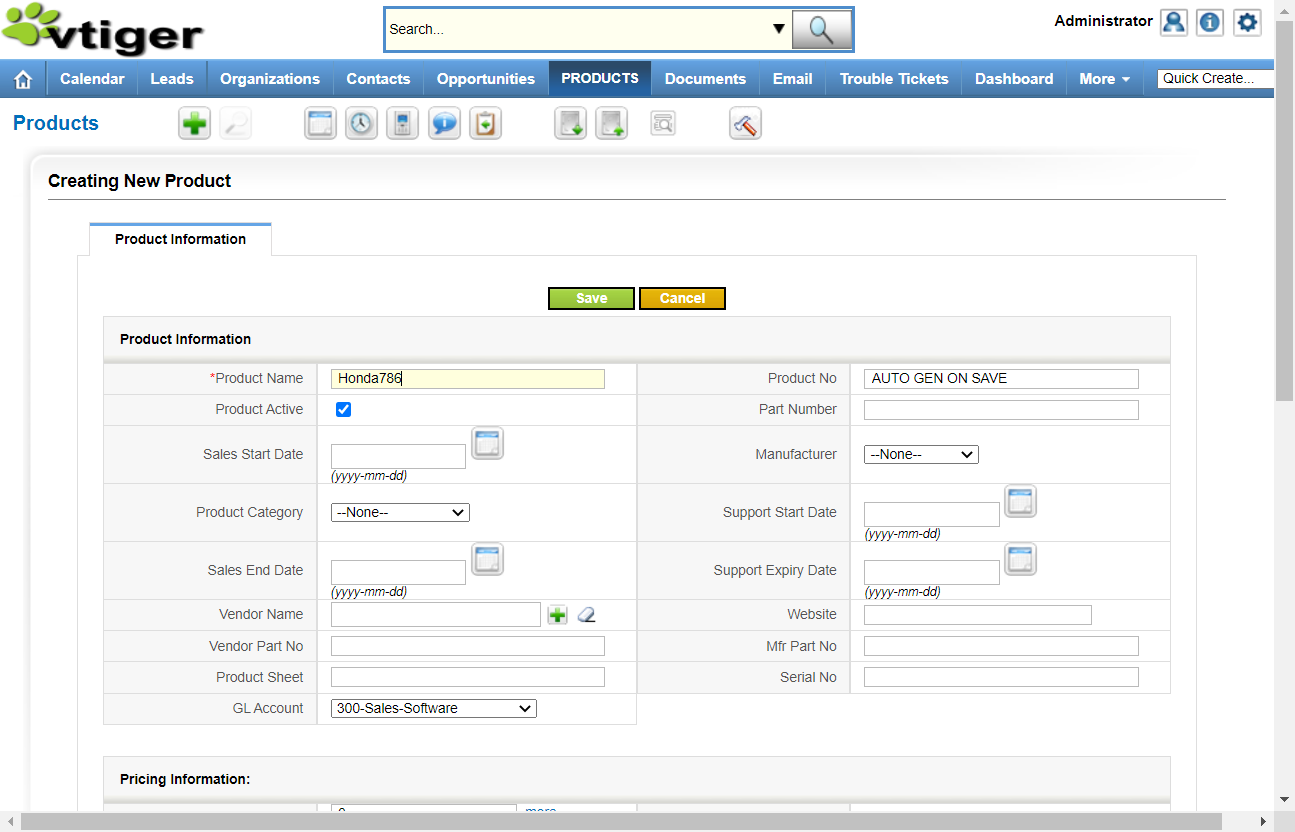 vtiger
Search...
Administrator
Calendar Leads Organizations Contacts Opportunities PRODUCTS Documents Email Trouble Tickets Dashboard More Quick Create...
Products
Creating New Product
Product Information
Save Cancel
Product Information
*Product Name Honda786 Product No AUTO GEN ON SAVE
Product Active Part Number
Sales Start Date (yyyy-mm-dd) Manufacturer --None--
Product Category --None-- Support Start Date (yyyy-mm-dd)
Sales End Date (yyyy-mm-dd) Support Expiry Date (yyyy-mm-dd)
Vendor Name Website
Vendor Part No Mfr Part No
Product Sheet Serial No
GL Account 300-Sales-Software
Pricing Information: